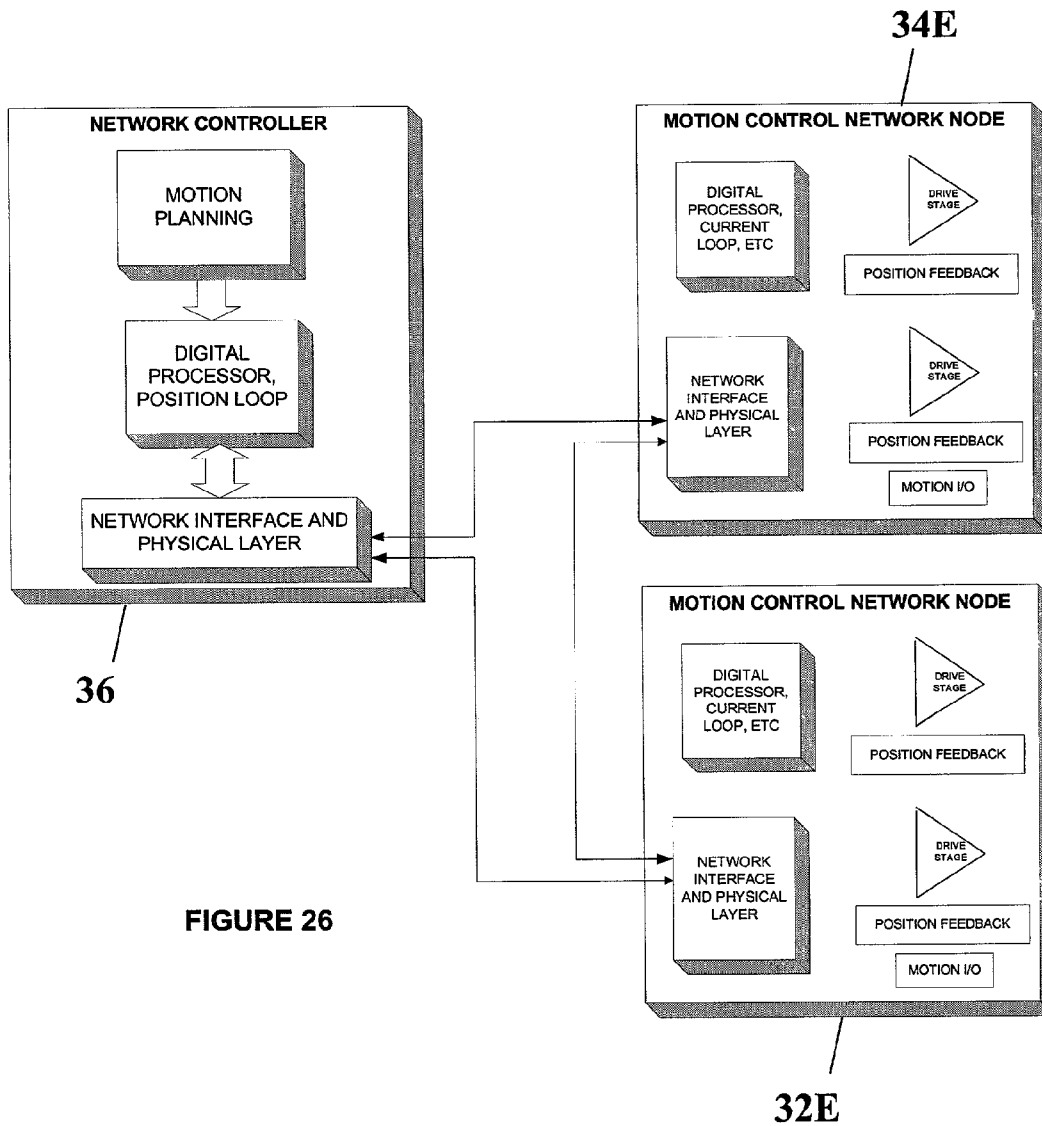 34E
NETWORK CONTROLLER
MOTION
PLANNING
DIGITAL
PROCESSOR,
POSITION LOOP
NETWORK INTERFACE AND
PHYSICAL LAYER
36
MOTION CONTROL NETWORK NODE
DIGITAL
PROCESSOR,
CURRENT
LOOP, ETC
DRIVE
STAGE
POSITION FEEDBACK
NETWORK
INTERFACE
AND PHYSICAL
LAYER
DRIVE
STAGE
POSITION FEEDBACK
MOTION I/O
MOTION CONTROL NETWORK NODE
DIGITAL
PROCESSOR,
CURRENT
LOOP, ETC
DRIVE
STAGE
POSITION FEEDBACK
NETWORK
INTERFACE
AND PHYSICAL
LAYER
DRIVE
STAGE
POSITION FEEDBACK
MOTION I/O
FIGURE 26
32E